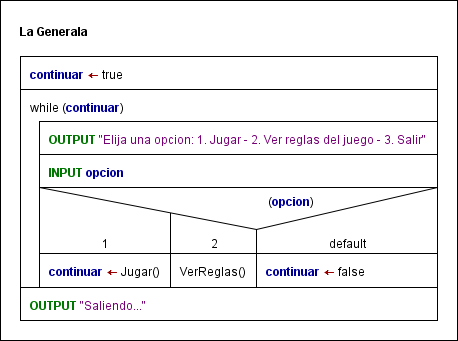 La Generala
continuar ← true
while (continuar)
OUTPUT "Elija una opcion: 1. Jugar - 2. Ver reglas del juego - 3. Salir"
INPUT opcion
(opcion)
1 2 default
continuar ← Jugar() VerReglas() continuar ← false
OUTPUT "Saliendo..."